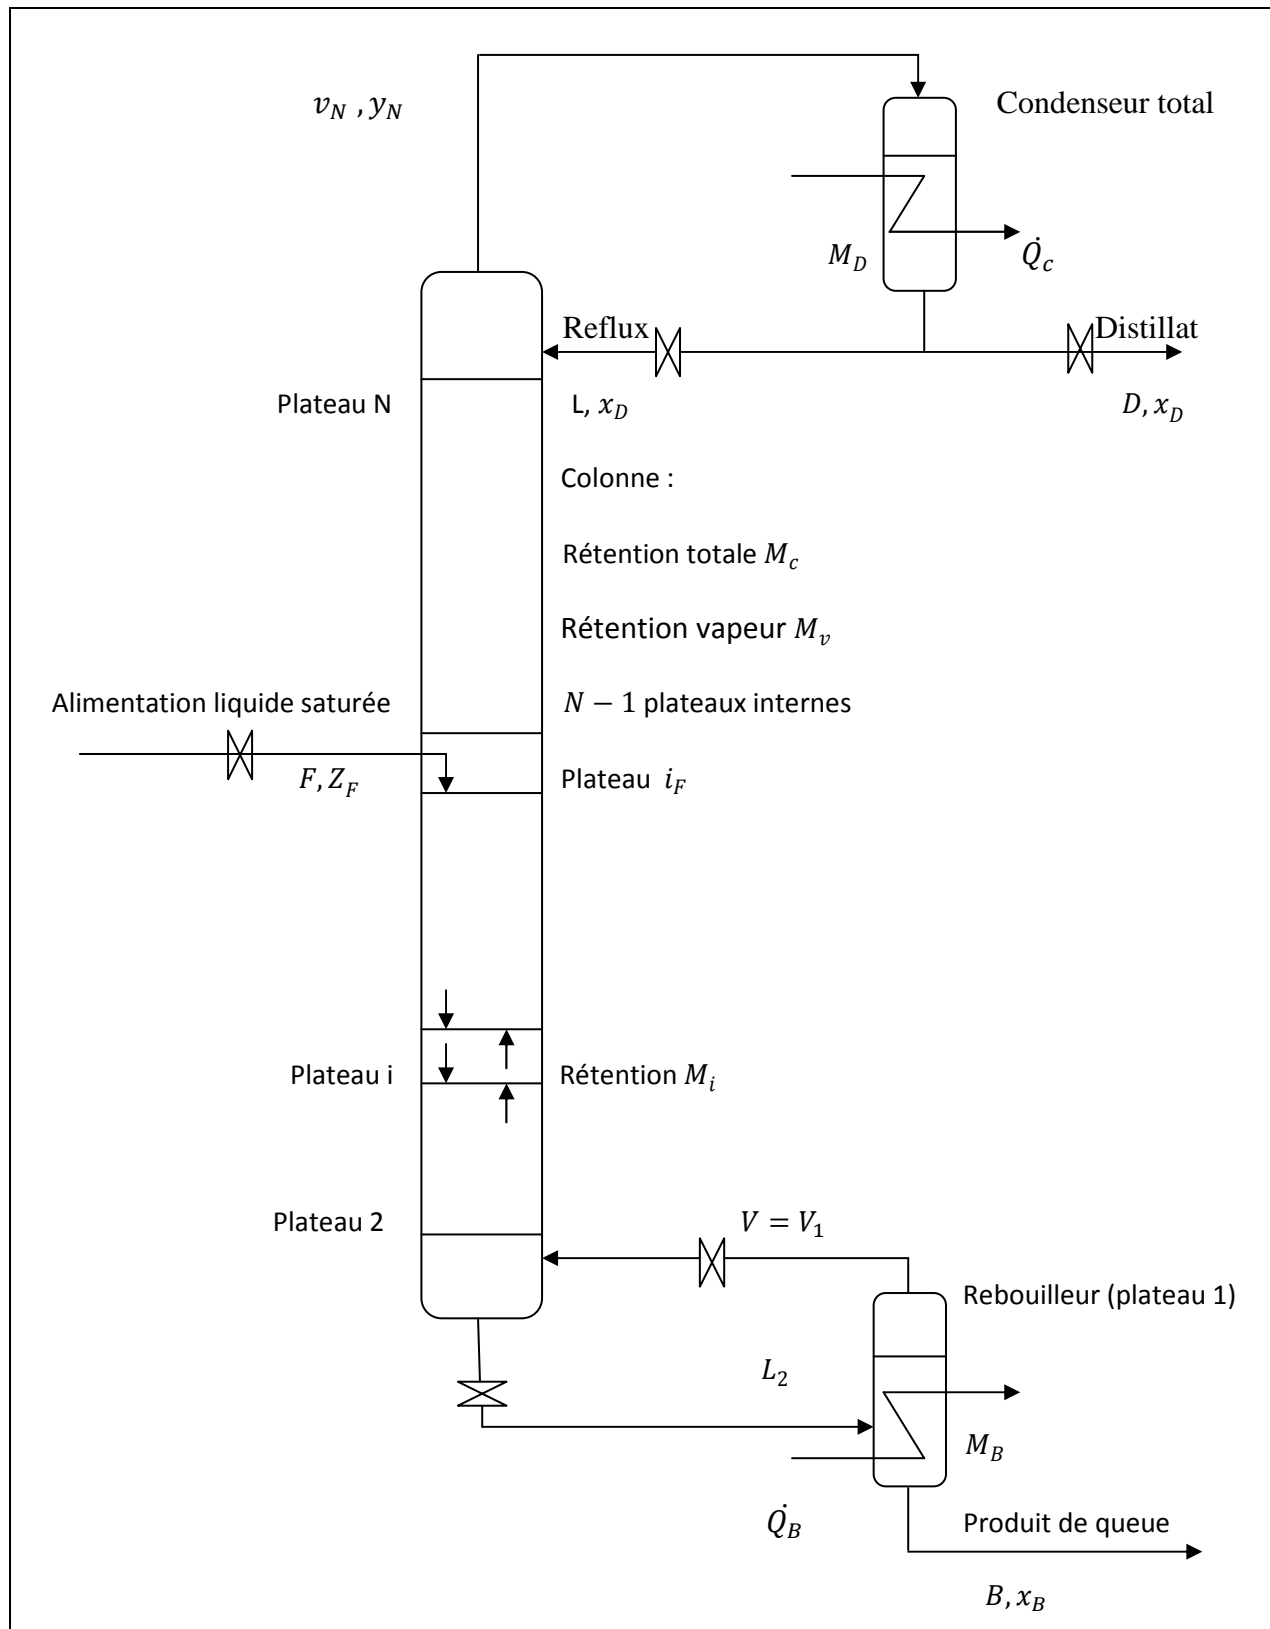 v_N , y_N
Condenseur total
M_D
Q̇_c
Reflux
Distillat
Plateau N
L, x_D
D, x_D
Colonne :
Rétention totale M_c
Rétention vapeur M_v
Alimentation liquide saturée
N − 1 plateaux internes
F, Z_F
Plateau i_F
Plateau i
Rétention M_i
Plateau 2
V = V_1
Rebouilleur (plateau 1)
L_2
M_B
Q̇_B
Produit de queue
B, x_B